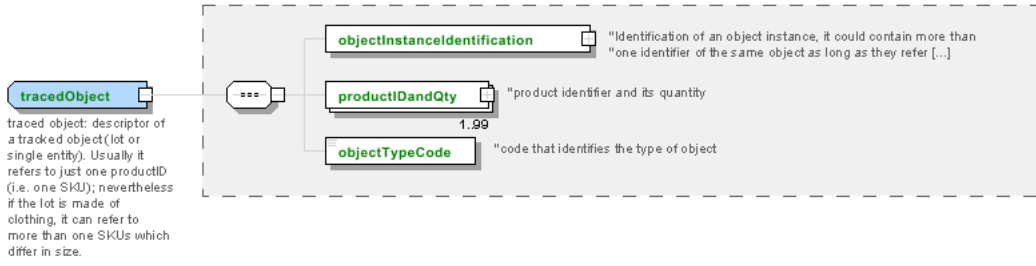 objectInstanceIdentification
"Identification of an object instance, it could contain more than
"one identifier of the same object as long as they refer [...]
tracedObject
productIDandQty
"product identifier and its quantity
1..99
objectTypeCode
"code that identifies the type of object
traced object: descriptor of
a tracked object(lot or
single entity). Usually it
refers to just one productID
(i.e. one SKU); nevertheless
if the lot is made of
clothing, it can refer to
more than one SKUs which
differ in size.